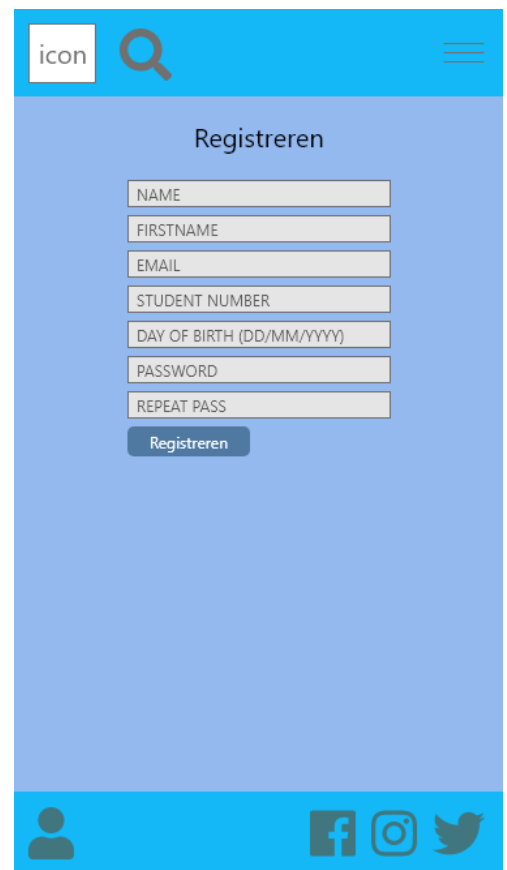 icon
Registreren
NAME
FIRSTNAME
EMAIL
STUDENT NUMBER
DAY OF BIRTH (DD/MM/YYYY)
PASSWORD
REPEAT PASS
Registreren